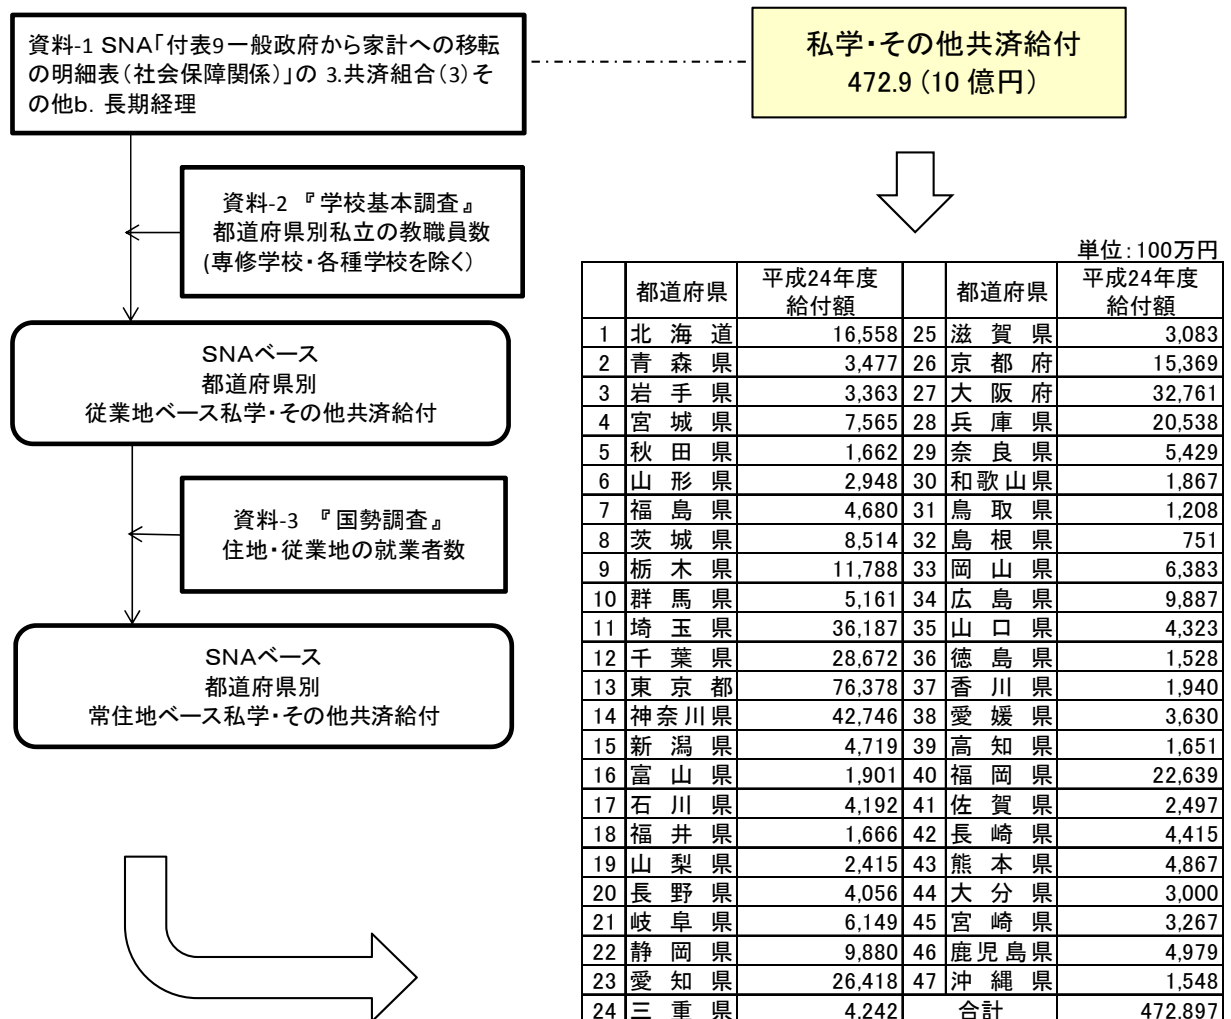 資料-1 SNA「付表9一般政府から家計への移転
の明細表(社会保障関係)」の 3.共済組合(3)そ
の他b. 長期経理
私学・その他共済給付
472.9(10 億円)
資料-2 『学校基本調査』
都道府県別私立の教職員数
(専修学校・各種学校を除く)
SNAベース
都道府県別
従業地ベース私学・その他共済給付
資料-3 『国勢調査』
住地・従業地の就業者数
SNAベース
都道府県別
常住地ベース私学・その他共済給付
単位:100万円
都道府県 平成24年度 給付額 都道府県 平成24年度 給付額
1 北海道 16,558 25 滋賀県 3,083
2 青森県 3,477 26 京都府 15,369
3 岩手県 3,363 27 大阪府 32,761
4 宮城県 7,565 28 兵庫県 20,538
5 秋田県 1,662 29 奈良県 5,429
6 山形県 2,948 30 和歌山県 1,867
7 福島県 4,680 31 鳥取県 1,208
8 茨城県 8,514 32 島根県 751
9 栃木県 11,788 33 岡山県 6,383
10 群馬県 5,161 34 広島県 9,887
11 埼玉県 36,187 35 山口県 4,323
12 千葉県 28,672 36 徳島県 1,528
13 東京都 76,378 37 香川県 1,940
14 神奈川県 42,746 38 愛媛県 3,630
15 新潟県 4,719 39 高知県 1,651
16 富山県 1,901 40 福岡県 22,639
17 石川県 4,192 41 佐賀県 2,497
18 福井県 1,666 42 長崎県 4,415
19 山梨県 2,415 43 熊本県 4,867
20 長野県 4,056 44 大分県 3,000
21 岐阜県 6,149 45 宮崎県 3,267
22 静岡県 9,880 46 鹿児島県 4,979
23 愛知県 26,418 47 沖縄県 1,548
24 三重県 4,242 合計 472,897